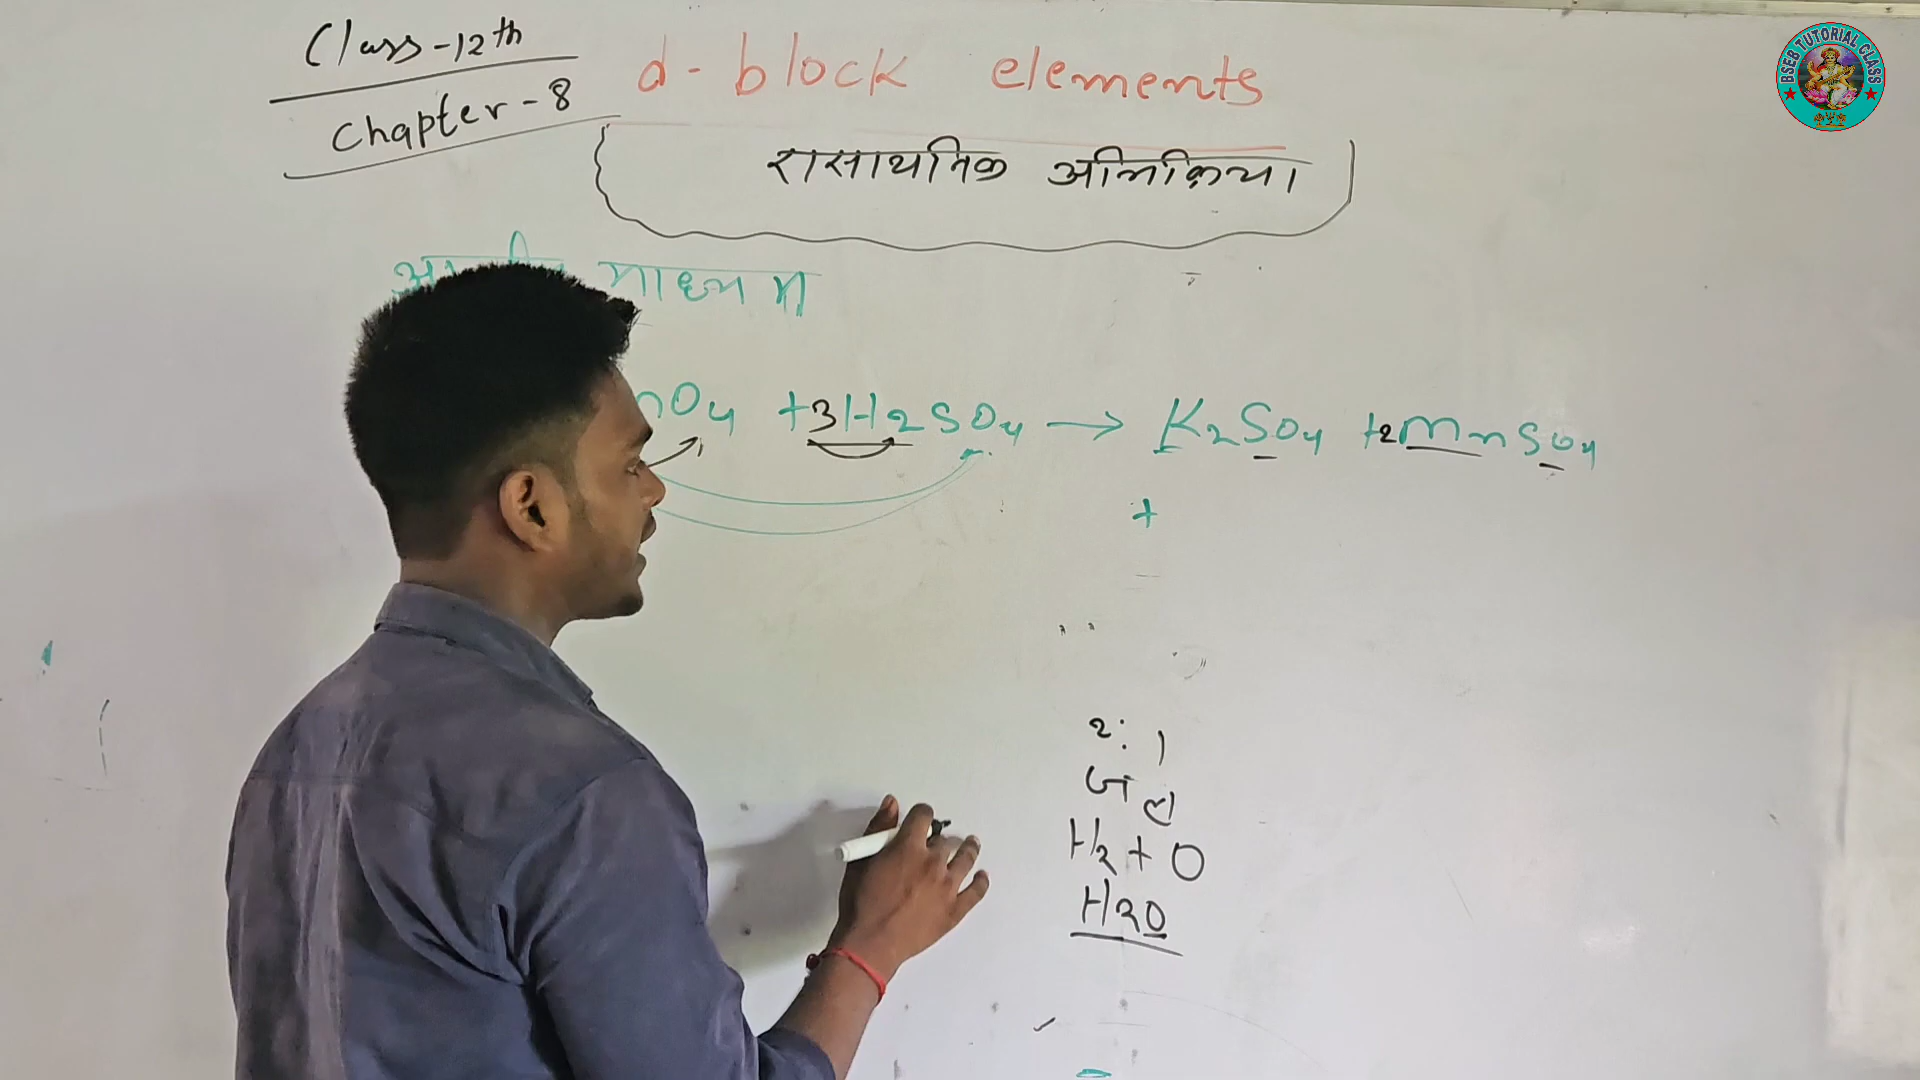 Class-12th
Chapter-8
d-block elements
रासायनिक अभिक्रिया
माध्यम
nO4 + 3H2SO4 → K2SO4 + 2MnSO4
+
2:1
जल
H2 + O
H2O
BSEB TUTORIAL CLASS